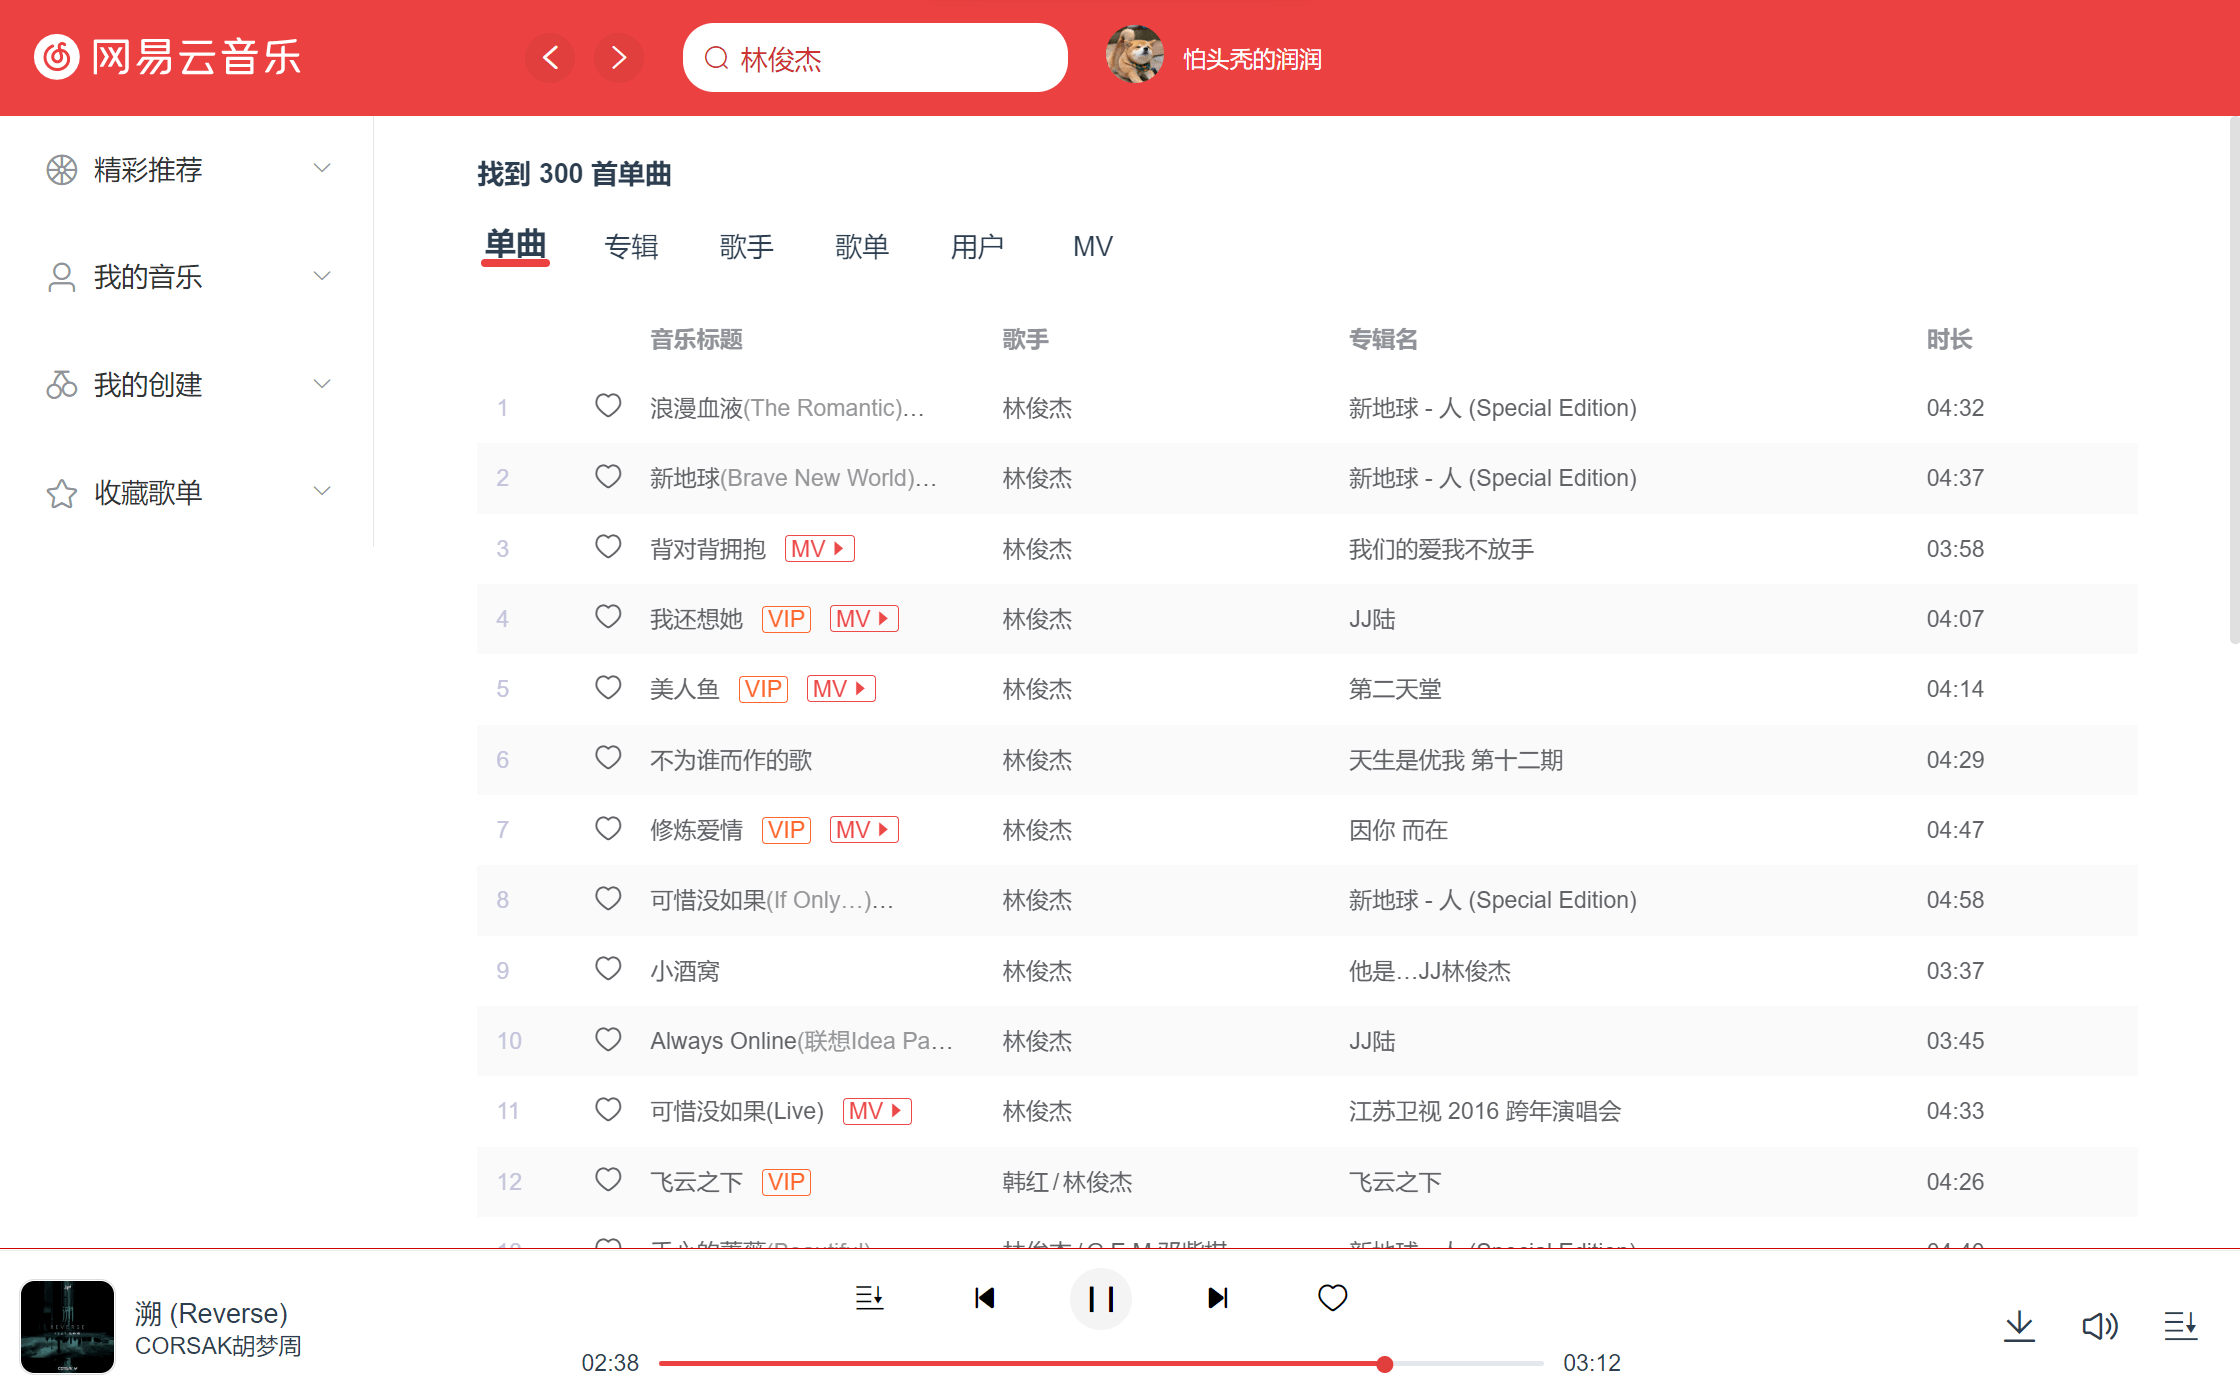 网易云音乐
林俊杰
怕头秃的润润
精彩推荐
我的音乐
我的创建
收藏歌单
找到 300 首单曲
单曲 专辑 歌手 歌单 用户 MV
音乐标题 歌手 专辑名 时长
1 浪漫血液(The Romantic)… 林俊杰 新地球 - 人 (Special Edition) 04:32
2 新地球(Brave New World)… 林俊杰 新地球 - 人 (Special Edition) 04:37
3 背对背拥抱 MV 林俊杰 我们的爱我不放手 03:58
4 我还想她 VIP MV 林俊杰 JJ陆 04:07
5 美人鱼 VIP MV 林俊杰 第二天堂 04:14
6 不为谁而作的歌 林俊杰 天生是优我 第十二期 04:29
7 修炼爱情 VIP MV 林俊杰 因你 而在 04:47
8 可惜没如果(If Only…)… 林俊杰 新地球 - 人 (Special Edition) 04:58
9 小酒窝 林俊杰 他是…JJ林俊杰 03:37
10 Always Online(联想Idea Pa… 林俊杰 JJ陆 03:45
11 可惜没如果(Live) MV 林俊杰 江苏卫视 2016 跨年演唱会 04:33
12 飞云之下 VIP 韩红 / 林俊杰 飞云之下 04:26
REVERSE
溯 (Reverse)
CORSAK胡梦周
02:38 03:12